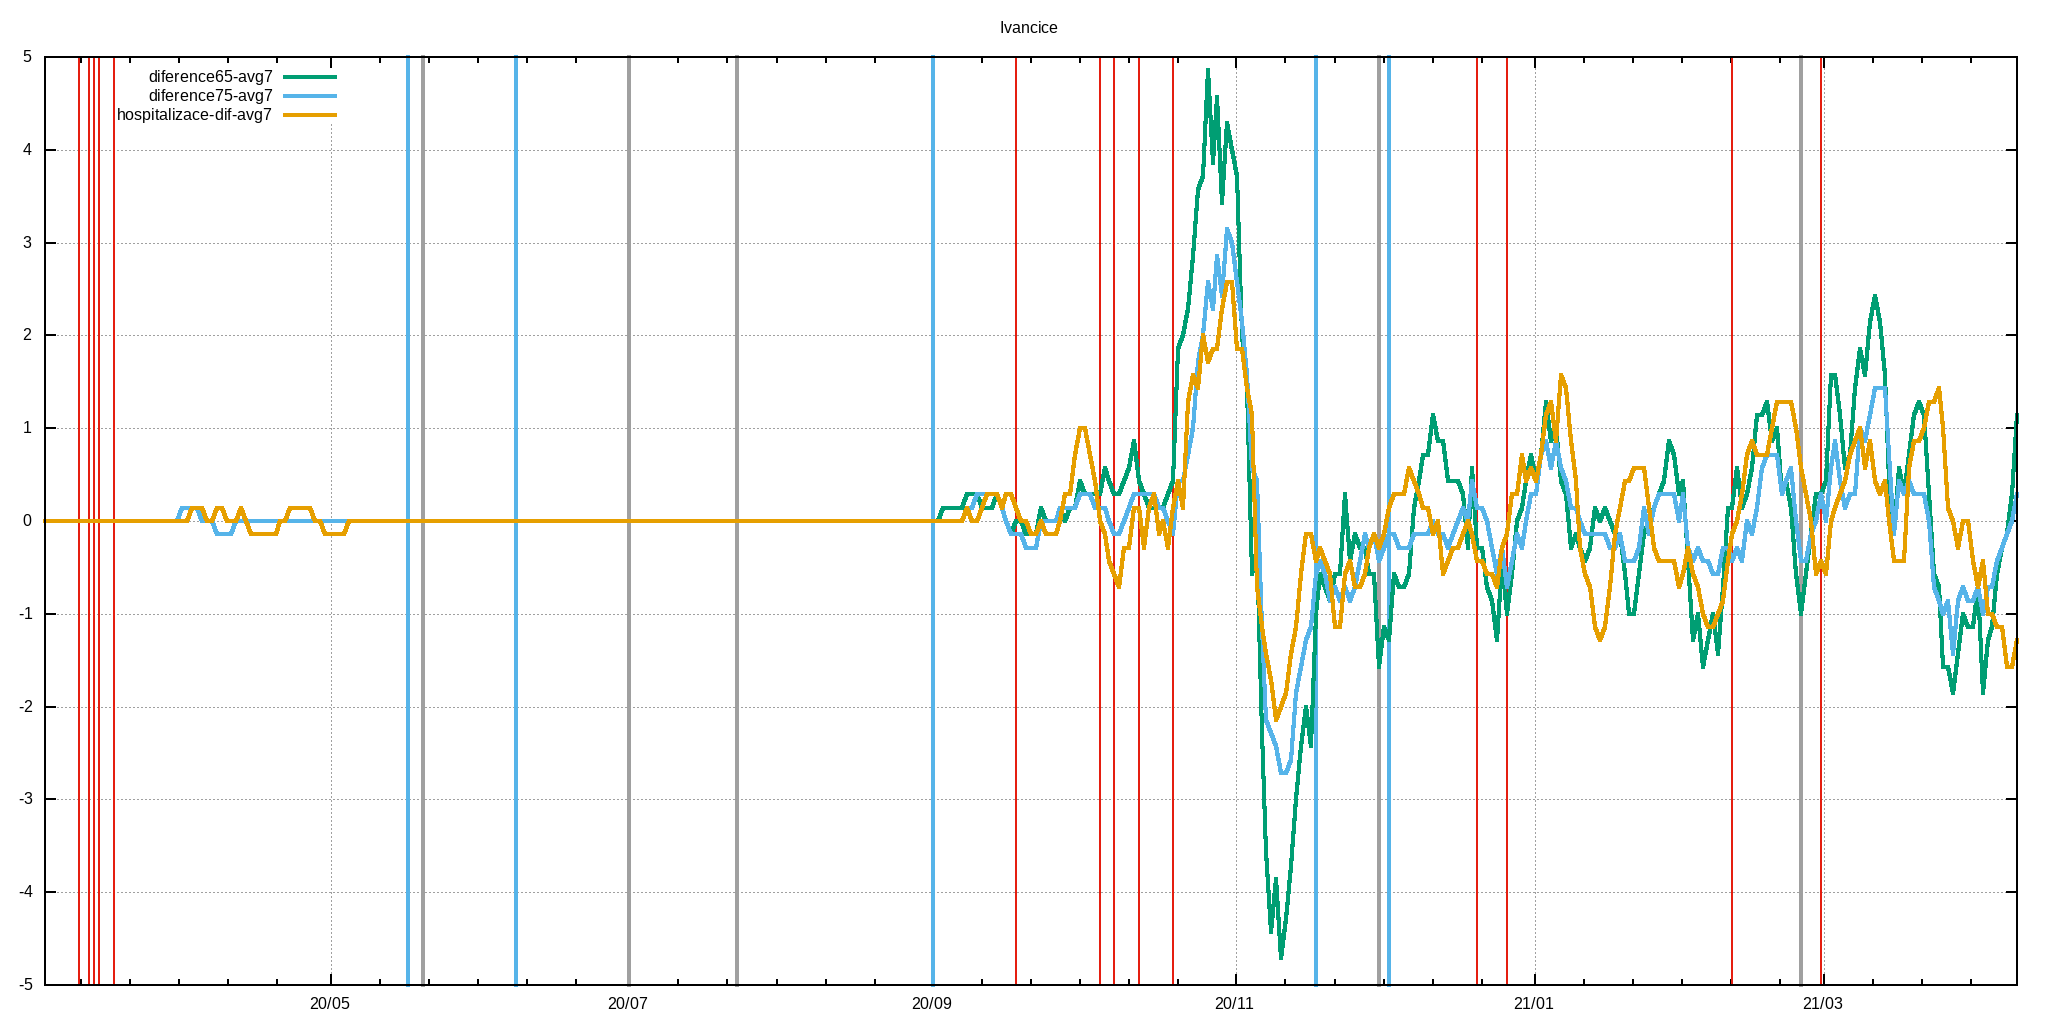 Ivancice
diference65-avg7
diference75-avg7
hospitalizace-dif-avg7
5
4
3
2
1
0
-1
-2
-3
-4
-5
20/05 20/07 20/09 20/11 21/01 21/03